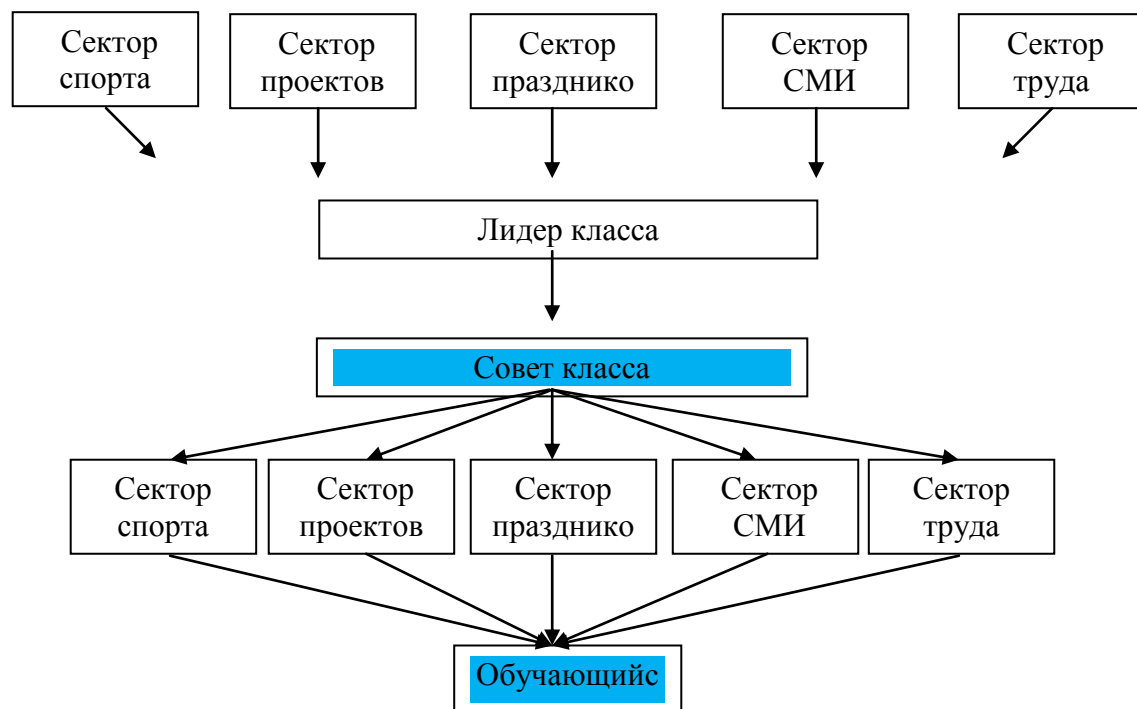 Сектор
спорта
Сектор
проектов
Сектор
празднико
Сектор
СМИ
Сектор
труда
Лидер класса
Совет класса
Сектор
спорта
Сектор
проектов
Сектор
празднико
Сектор
СМИ
Сектор
труда
Обучающийс